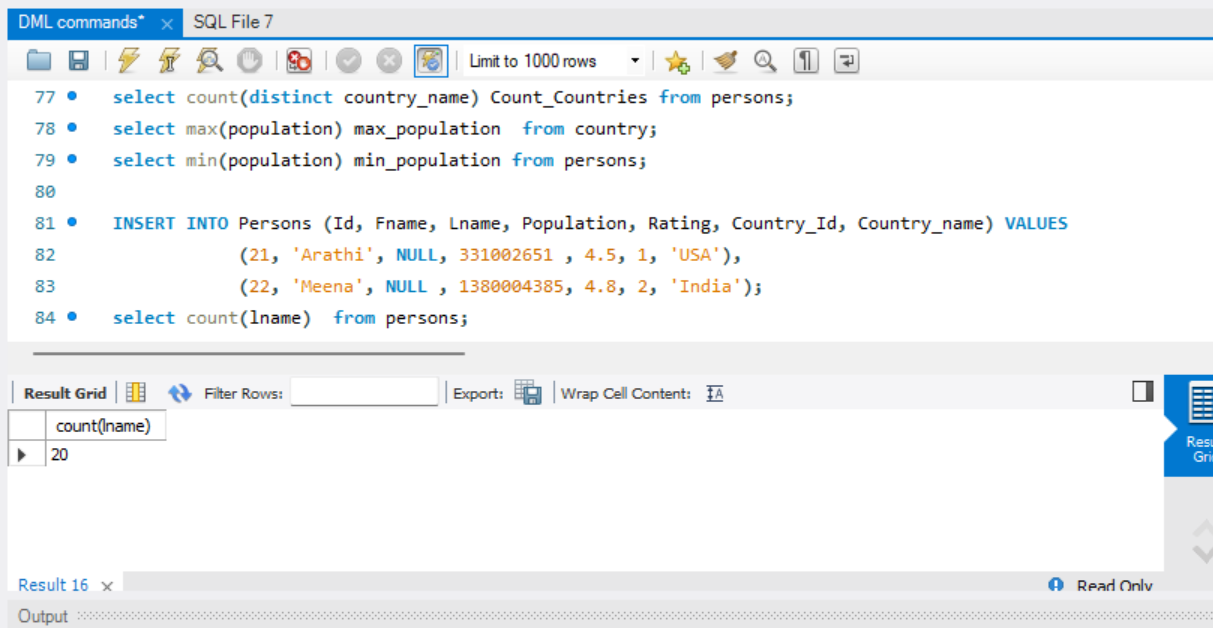 DML commands* × SQL File 7 
Limit to 1000 rows
77 select count(distinct country_name) Count_Countries from persons;
78 select max(population) max_population  from country;
79 select min(population) min_population from persons;
80
81 INSERT INTO Persons (Id, Fname, Lname, Population, Rating, Country_Id, Country_name) VALUES
82 (21, 'Arathi', NULL, 331002651 , 4.5, 1, 'USA'),
83 (22, 'Meena', NULL , 1380004385, 4.8, 2, 'India');
84 select count(lname)  from persons;
Result Grid Filter Rows: Export: Wrap Cell Content: IA
count(lname)
20
Result 16 × Read Only
Output